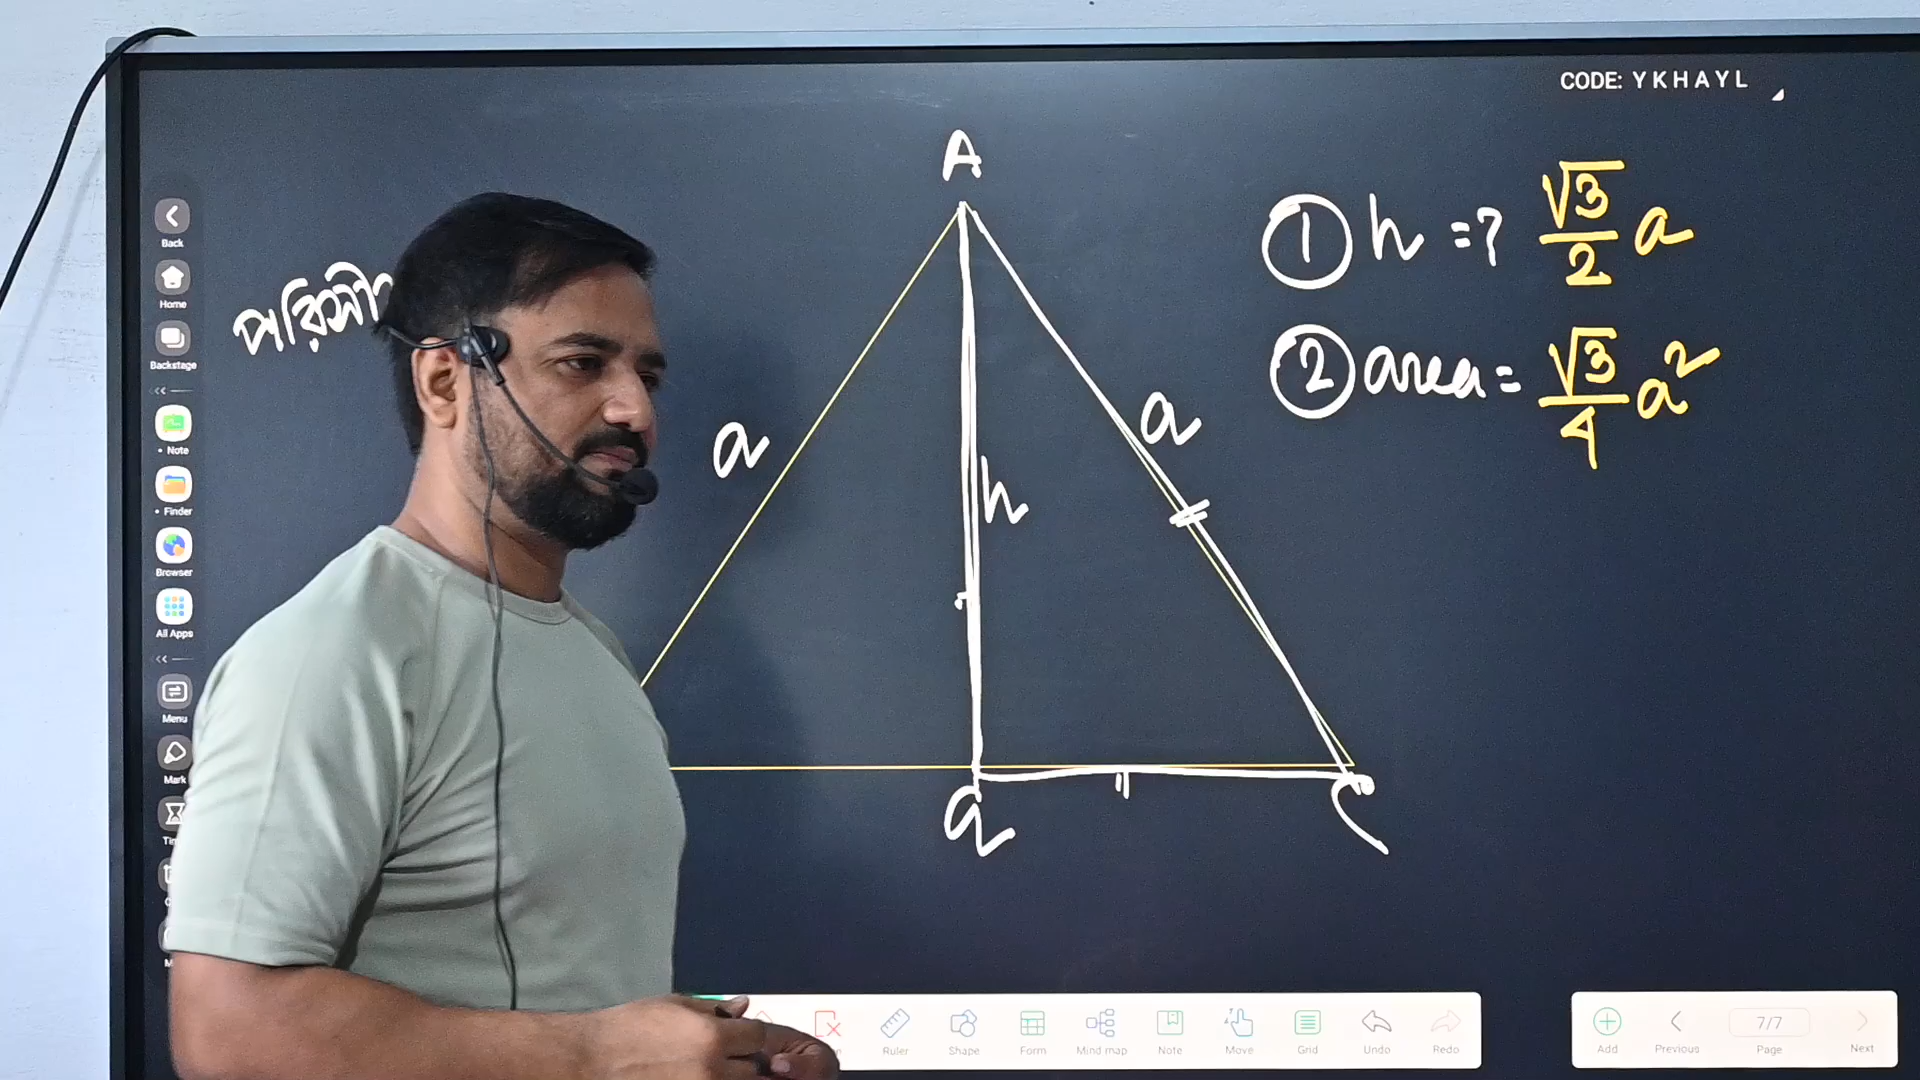 CODE: YKHAYL
A
① h =? √3/2 a
② area = √3/4 a²
a
a
h
a
C
Back
Home
Backstage
Note
Finder
Browser
All Apps
Menu
Mark
Ruler
Shape
Form
Mind map
Note
Move
Grid
Undo
Redo
Add
Previous
7/7
Page
Next